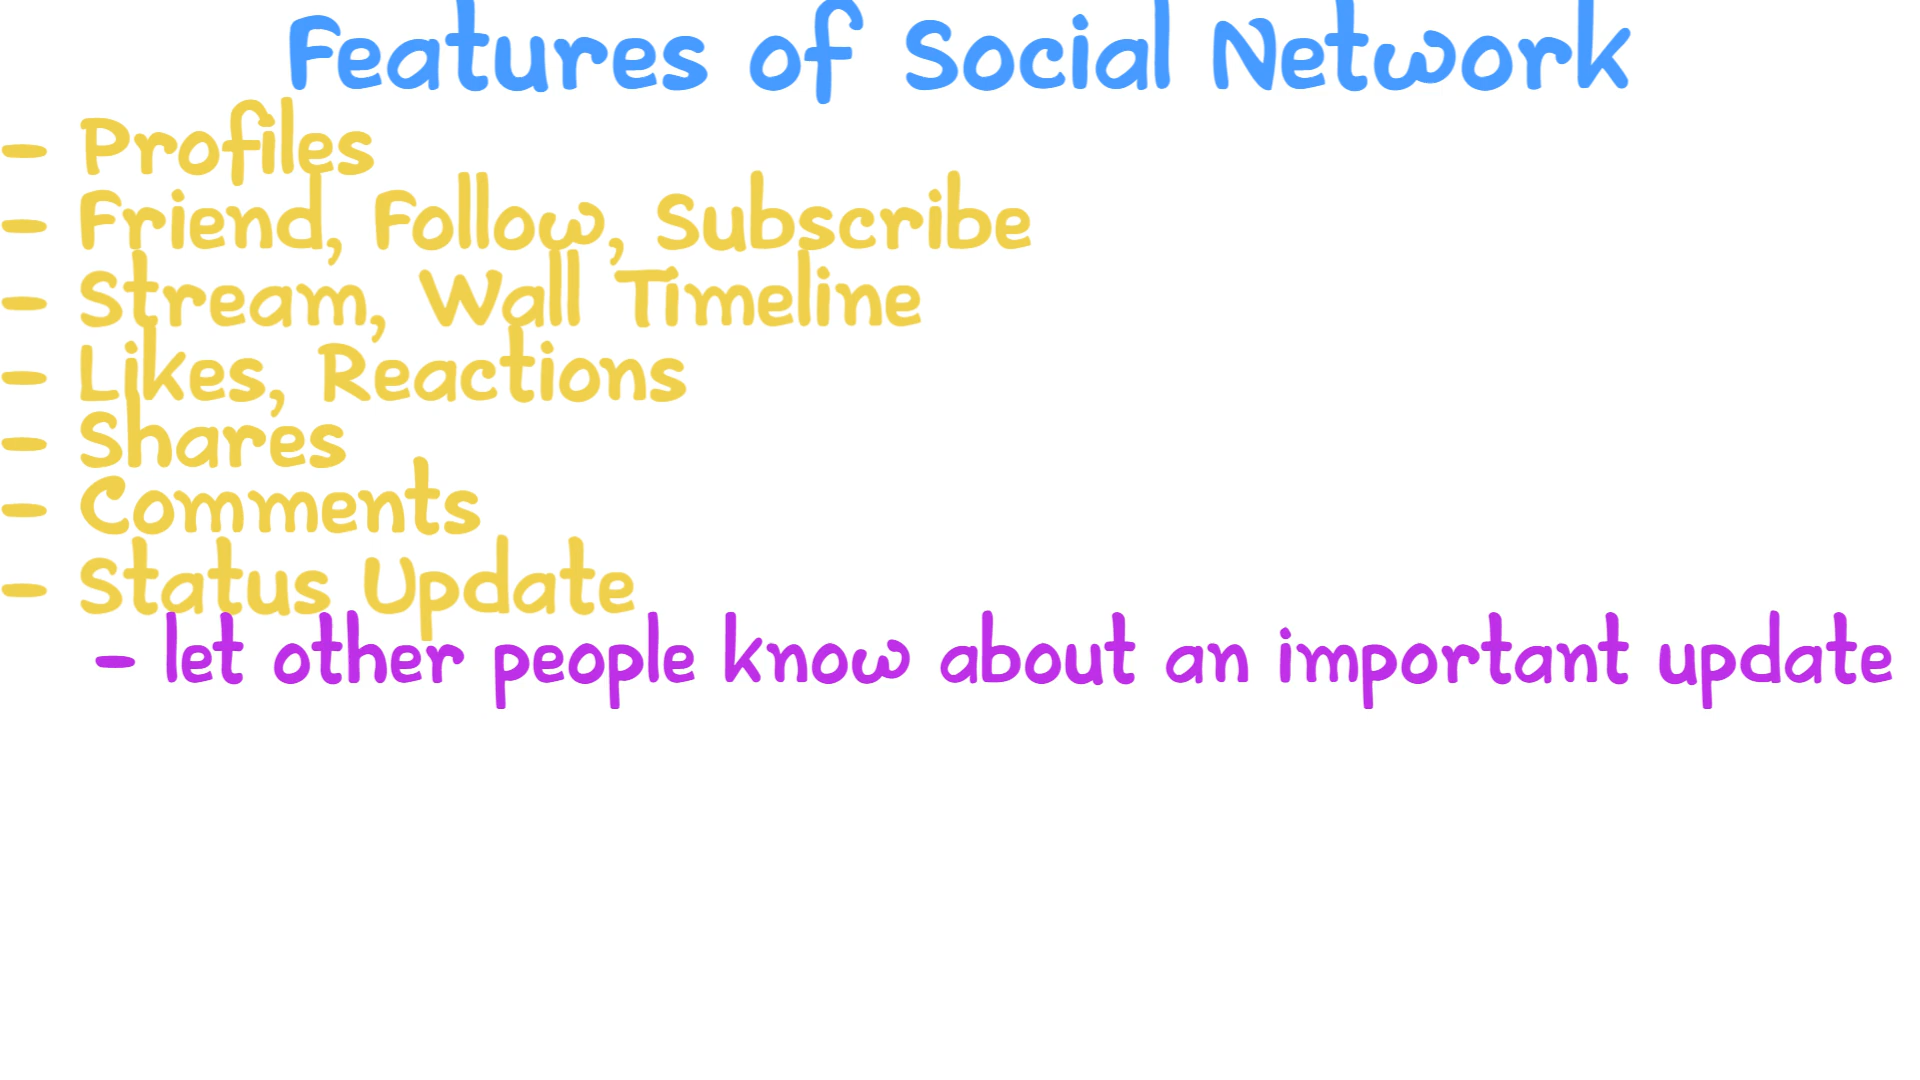 Features of Social Network
- Profiles
- Friend, Follow, Subscribe
- Stream, Wall Timeline
- Likes, Reactions
- Shares
- Comments
- Status Update
- let other people know about an important update